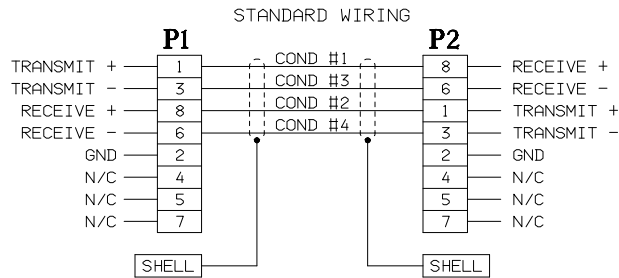 STANDARD WIRING
P1 P2
TRANSMIT + 1 COND #1 8 RECEIVE +
TRANSMIT - 3 COND #3 6 RECEIVE -
RECEIVE + 8 COND #2 1 TRANSMIT +
RECEIVE - 6 COND #4 3 TRANSMIT -
GND 2 2 GND
N/C 4 4 N/C
N/C 5 5 N/C
N/C 7 7 N/C
SHELL SHELL